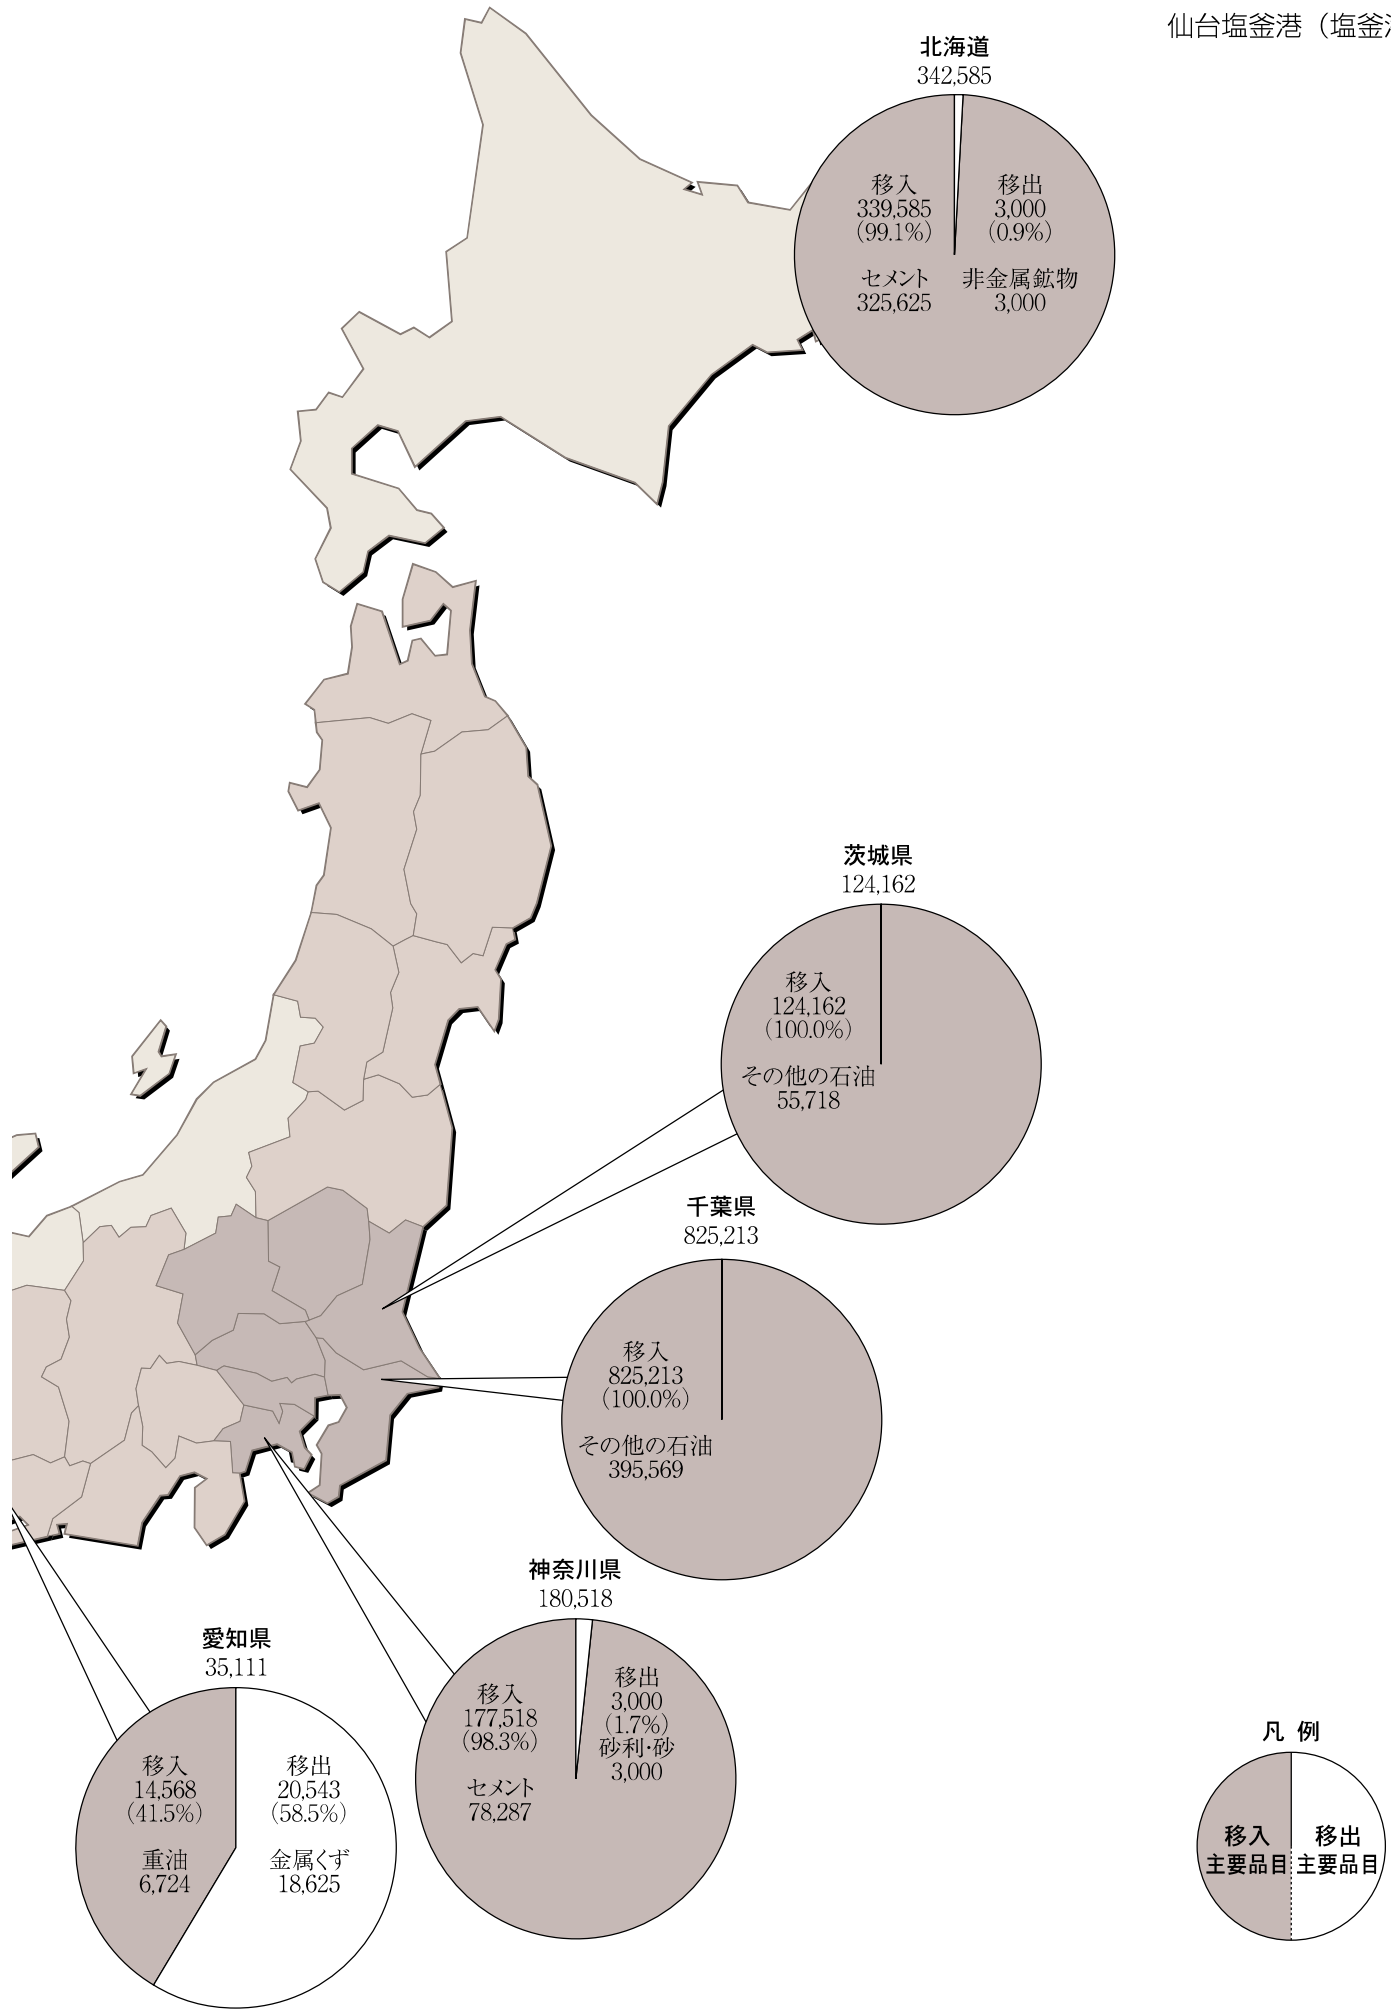 仙台塩釜港（塩釜
北海道
342,585
移入
339,585
(99.1%)
セメント
325,625
移出
3,000
(0.9%)
非金属鉱物
3,000
茨城県
124,162
移入
124,162
(100.0%)
その他の石油
55,718
千葉県
825,213
移入
825,213
(100.0%)
その他の石油
395,569
神奈川県
180,518
移入
177,518
(98.3%)
セメント
78,287
移出
3,000
(1.7%)
砂利・砂
3,000
愛知県
35,111
移入
14,568
(41.5%)
重油
6,724
移出
20,543
(58.5%)
金属くず
18,625
凡 例
移入
主要品目
移出
主要品目